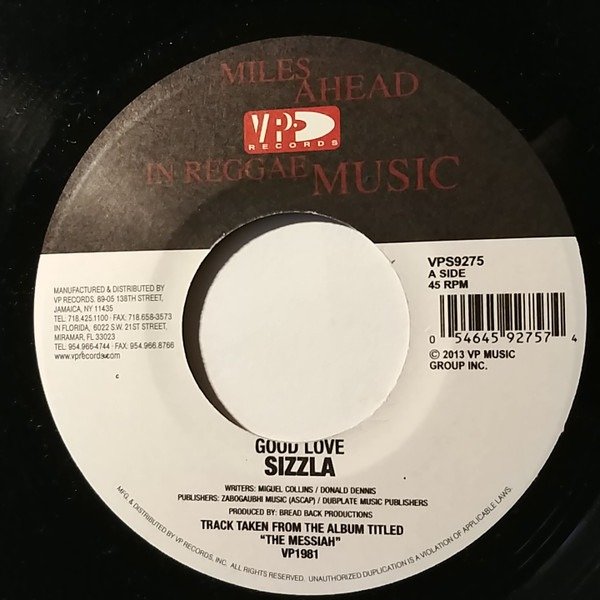 MILES AHEAD
VP
RECORDS
IN REGGAE MUSIC
MANUFACTURED & DISTRIBUTED BY
VP RECORDS. 89-05 138TH STREET,
JAMAICA, NY 11435
TEL. 718.425.1100 · FAX: 718.658-3573
IN FLORIDA, 6022 S.W. 21ST STREET,
MIRAMAR, FL 33023
TEL: 954.966-4744 · FAX: 954.966.8766
www.vprecords.com
VPS9275
A SIDE
45 RPM
0 54645 92757 4
© 2013 VP MUSIC
GROUP INC.
GOOD LOVE
SIZZLA
WRITERS: MIGUEL COLLINS / DONALD DENNIS
PUBLISHERS: ZABOGAUBHI MUSIC (ASCAP) / DUBPLATE MUSIC PUBLISHERS
PRODUCED BY: BREAD BACK PRODUCTIONS
TRACK TAKEN FROM THE ALBUM TITLED
"THE MESSIAH"
VP1981
MFG. & DISTRIBUTED BY VP RECORDS, INC. ALL RIGHTS RESERVED. UNAUTHORIZED DUPLICATION IS A VIOLATION OF APPLICABLE LAWS.